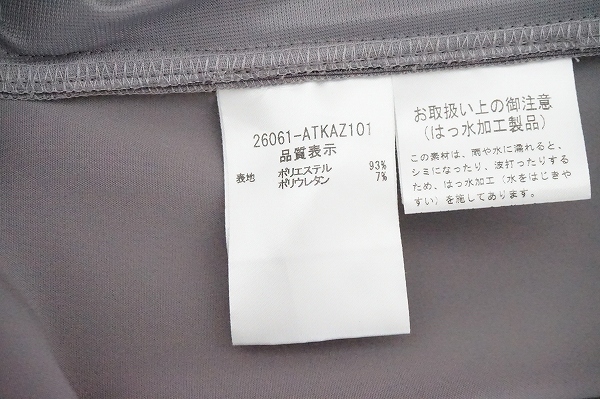 26061-ATKAZ101
品質表示
表地 ポリエステル 93%
ポリウレタン 7%
お取扱い上の御注意
(はっ水加工製品)
この素材は、雨や水に濡れると、
シミになったり、波打ったりする
ため、はっ水加工(水をはじきや
すい)を施してあります。